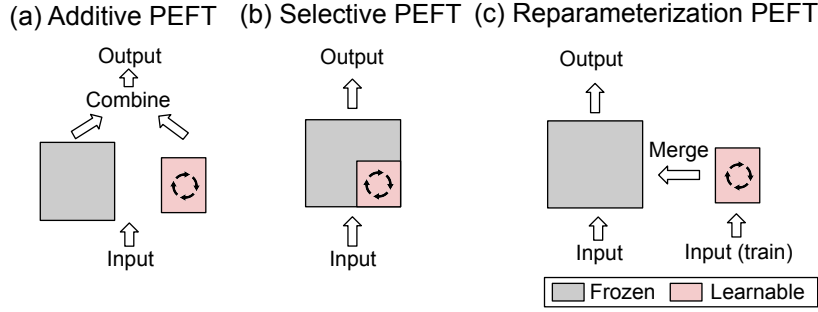 (a) Additive PEFT
Output
Combine
Input
(b) Selective PEFT
Output
Input
(c) Reparameterization PEFT
Output
Merge
Input
Input (train)
Frozen
Learnable